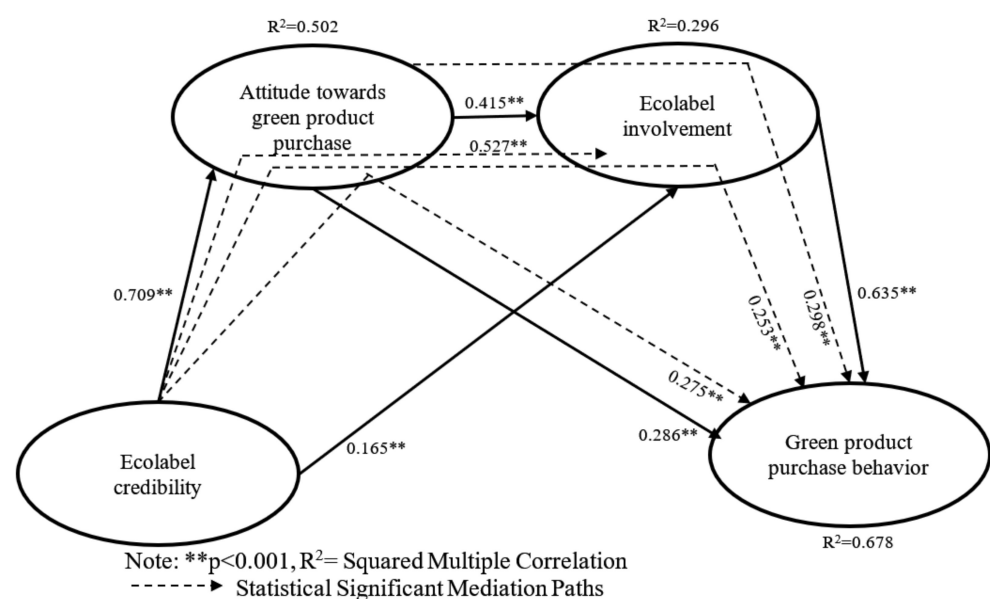 R²=0.502
R²=0.296
Attitude towards
green product
purchase
0.415**
Ecolabel
involvement
0.527**
0.709**
0.253**
0.298**
0.635**
0.275**
0.286**
0.165**
Ecolabel
credibility
Green product
purchase behavior
R²=0.678
Note: **p<0.001, R²= Squared Multiple Correlation
Statistical Significant Mediation Paths